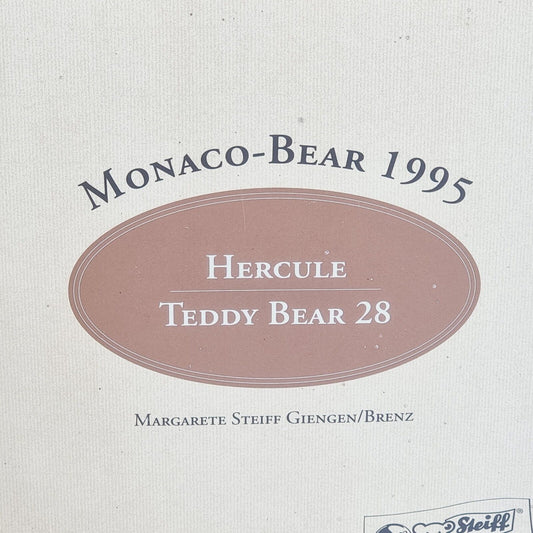 MONACO-BEAR 1995
HERCULE
TEDDY BEAR 28
MARGARETE STEIFF GIENGEN/BRENZ
Steiff®